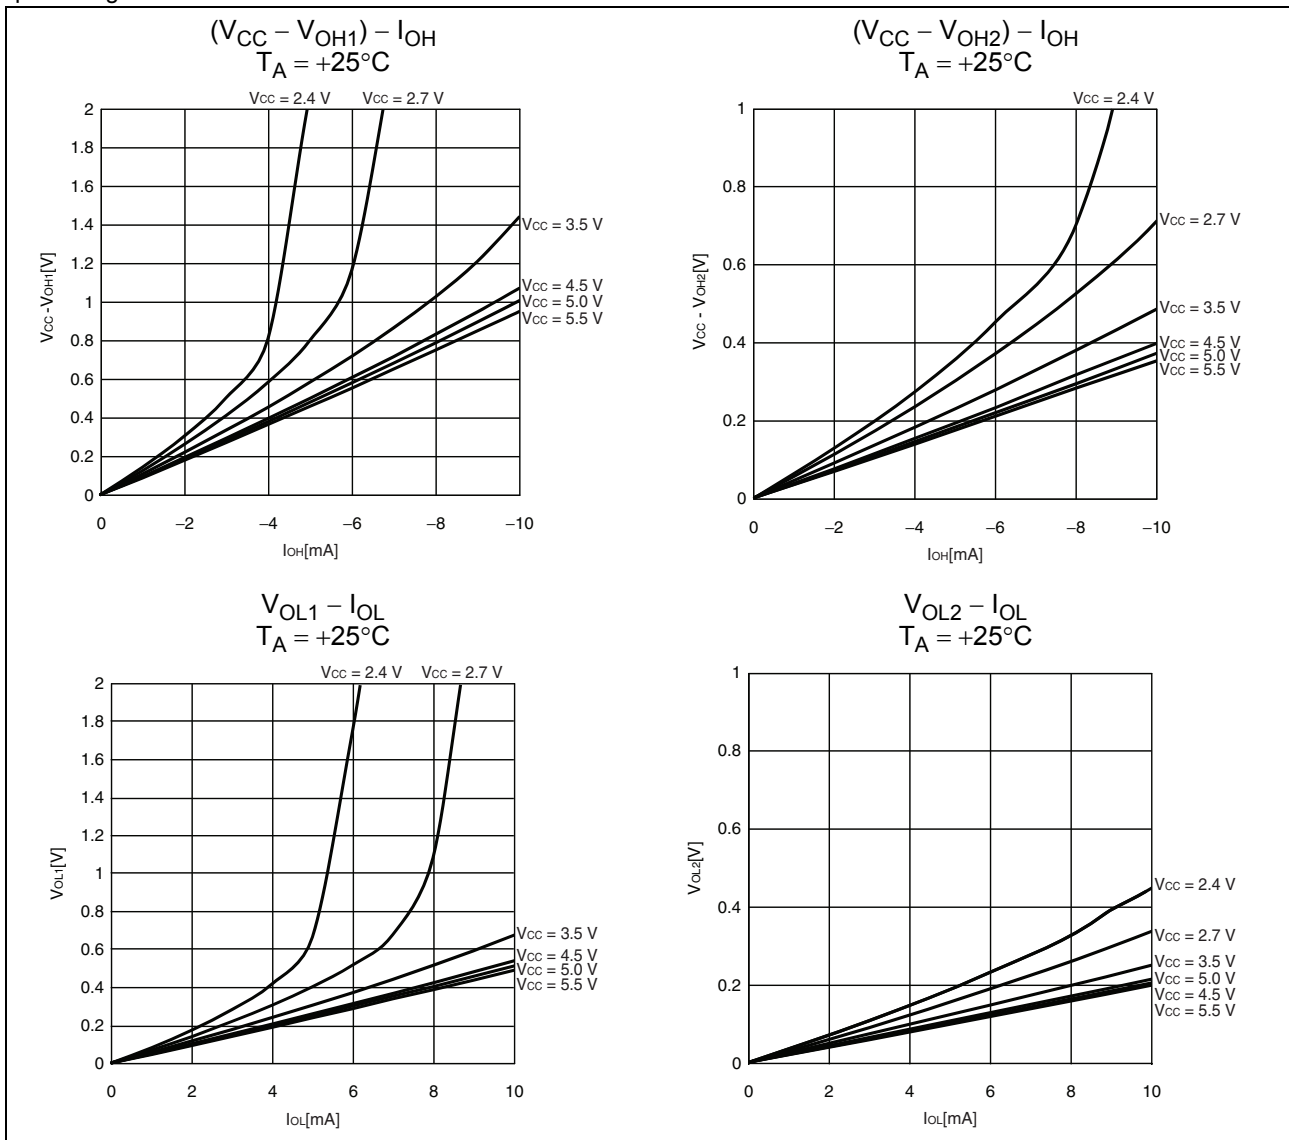 (VCC – VOH1) – IOH
TA = +25°C
VCC = 2.4 V VCC = 2.7 V
2
1.8
1.6
1.4
1.2
1
0.8
0.6
0.4
0.2
0
VCC -VOH1[V]
VCC = 3.5 V
VCC = 4.5 V
VCC = 5.0 V
VCC = 5.5 V
0 –2 –4 –6 –8 –10
IOH[mA]
(VCC – VOH2) – IOH
TA = +25°C
VCC = 2.4 V
1
0.8
0.6
0.4
0.2
0
VCC - VOH2[V]
VCC = 2.7 V
VCC = 3.5 V
VCC = 4.5 V
VCC = 5.0 V
VCC = 5.5 V
0 –2 –4 –6 –8 –10
IOH[mA]
VOL1 – IOL
TA = +25°C
VCC = 2.4 V VCC = 2.7 V
2
1.8
1.6
1.4
1.2
1
0.8
0.6
0.4
0.2
0
VOL1[V]
VCC = 3.5 V
VCC = 4.5 V
VCC = 5.0 V
VCC = 5.5 V
0 2 4 6 8 10
IOL[mA]
VOL2 – IOL
TA = +25°C
1
0.8
0.6
0.4
0.2
0
VOL2[V]
VCC = 2.4 V
VCC = 2.7 V
VCC = 3.5 V
VCC = 5.0 V
VCC = 4.5 V
VCC = 5.5 V
0 2 4 6 8 10
IOL[mA]